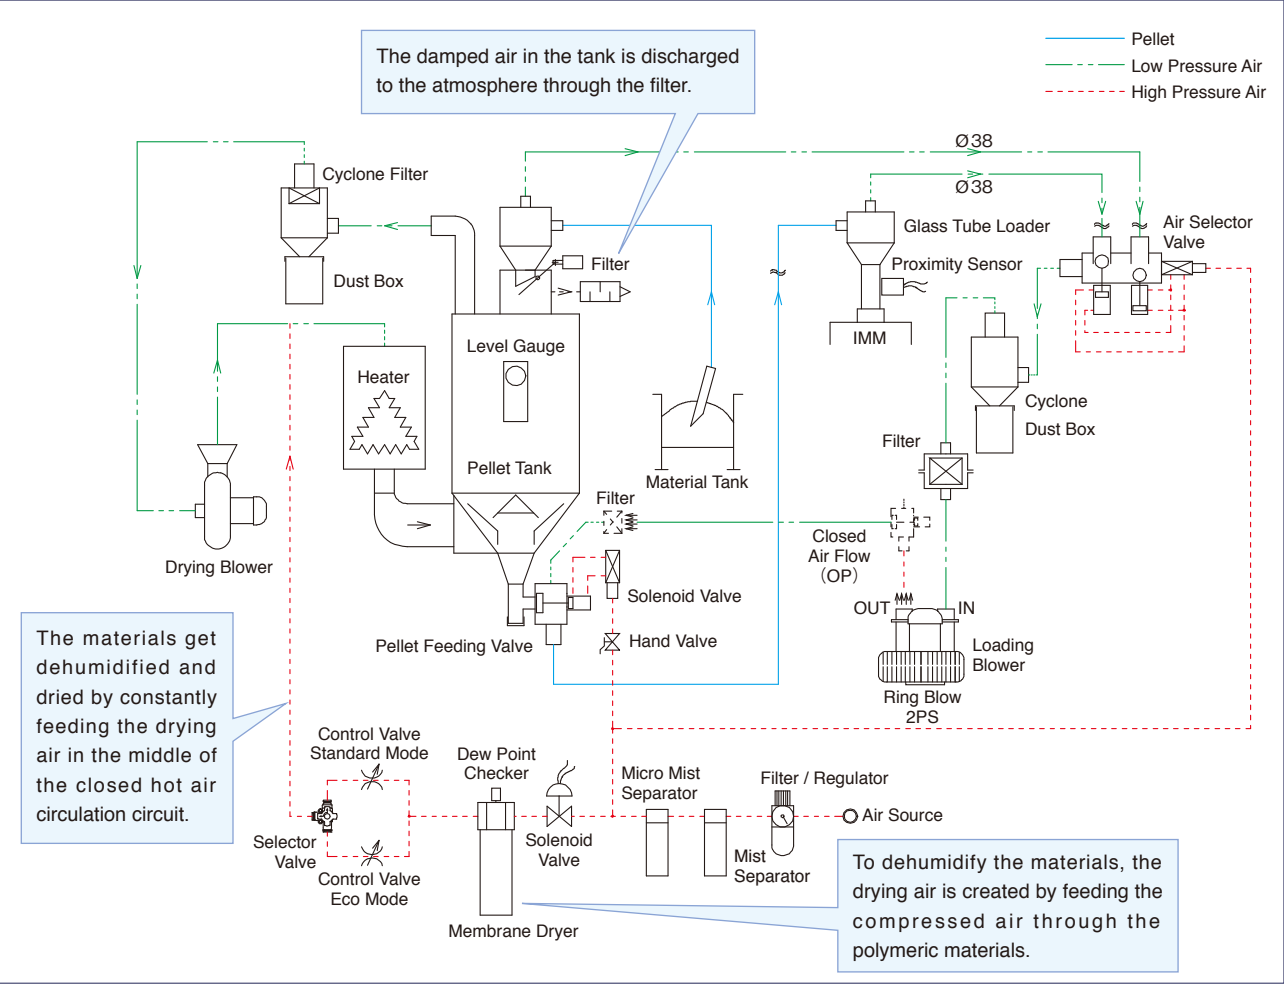 The damped air in the tank is discharged
to the atmosphere through the filter.
Pellet
Low Pressure Air
High Pressure Air
Ø38
Ø38
Cyclone Filter
Dust Box
Filter
Glass Tube Loader
Proximity Sensor
IMM
Air Selector
Valve
Level Gauge
Heater
Pellet Tank
Material Tank
Cyclone
Dust Box
Filter
Filter
Closed
Air Flow
(OP)
Drying Blower
Solenoid Valve
Hand Valve
Pellet Feeding Valve
OUT
IN
Loading
Blower
Ring Blow
2PS
The materials get
dehumidified and
dried by constantly
feeding the drying
air in the middle of
the closed hot air
circulation circuit.
Control Valve
Standard Mode
Dew Point
Checker
Micro Mist
Separator
Filter / Regulator
Air Source
Selector
Valve
Solenoid
Valve
Mist
Separator
Control Valve
Eco Mode
Membrane Dryer
To dehumidify the materials, the
drying air is created by feeding the
compressed air through the
polymeric materials.